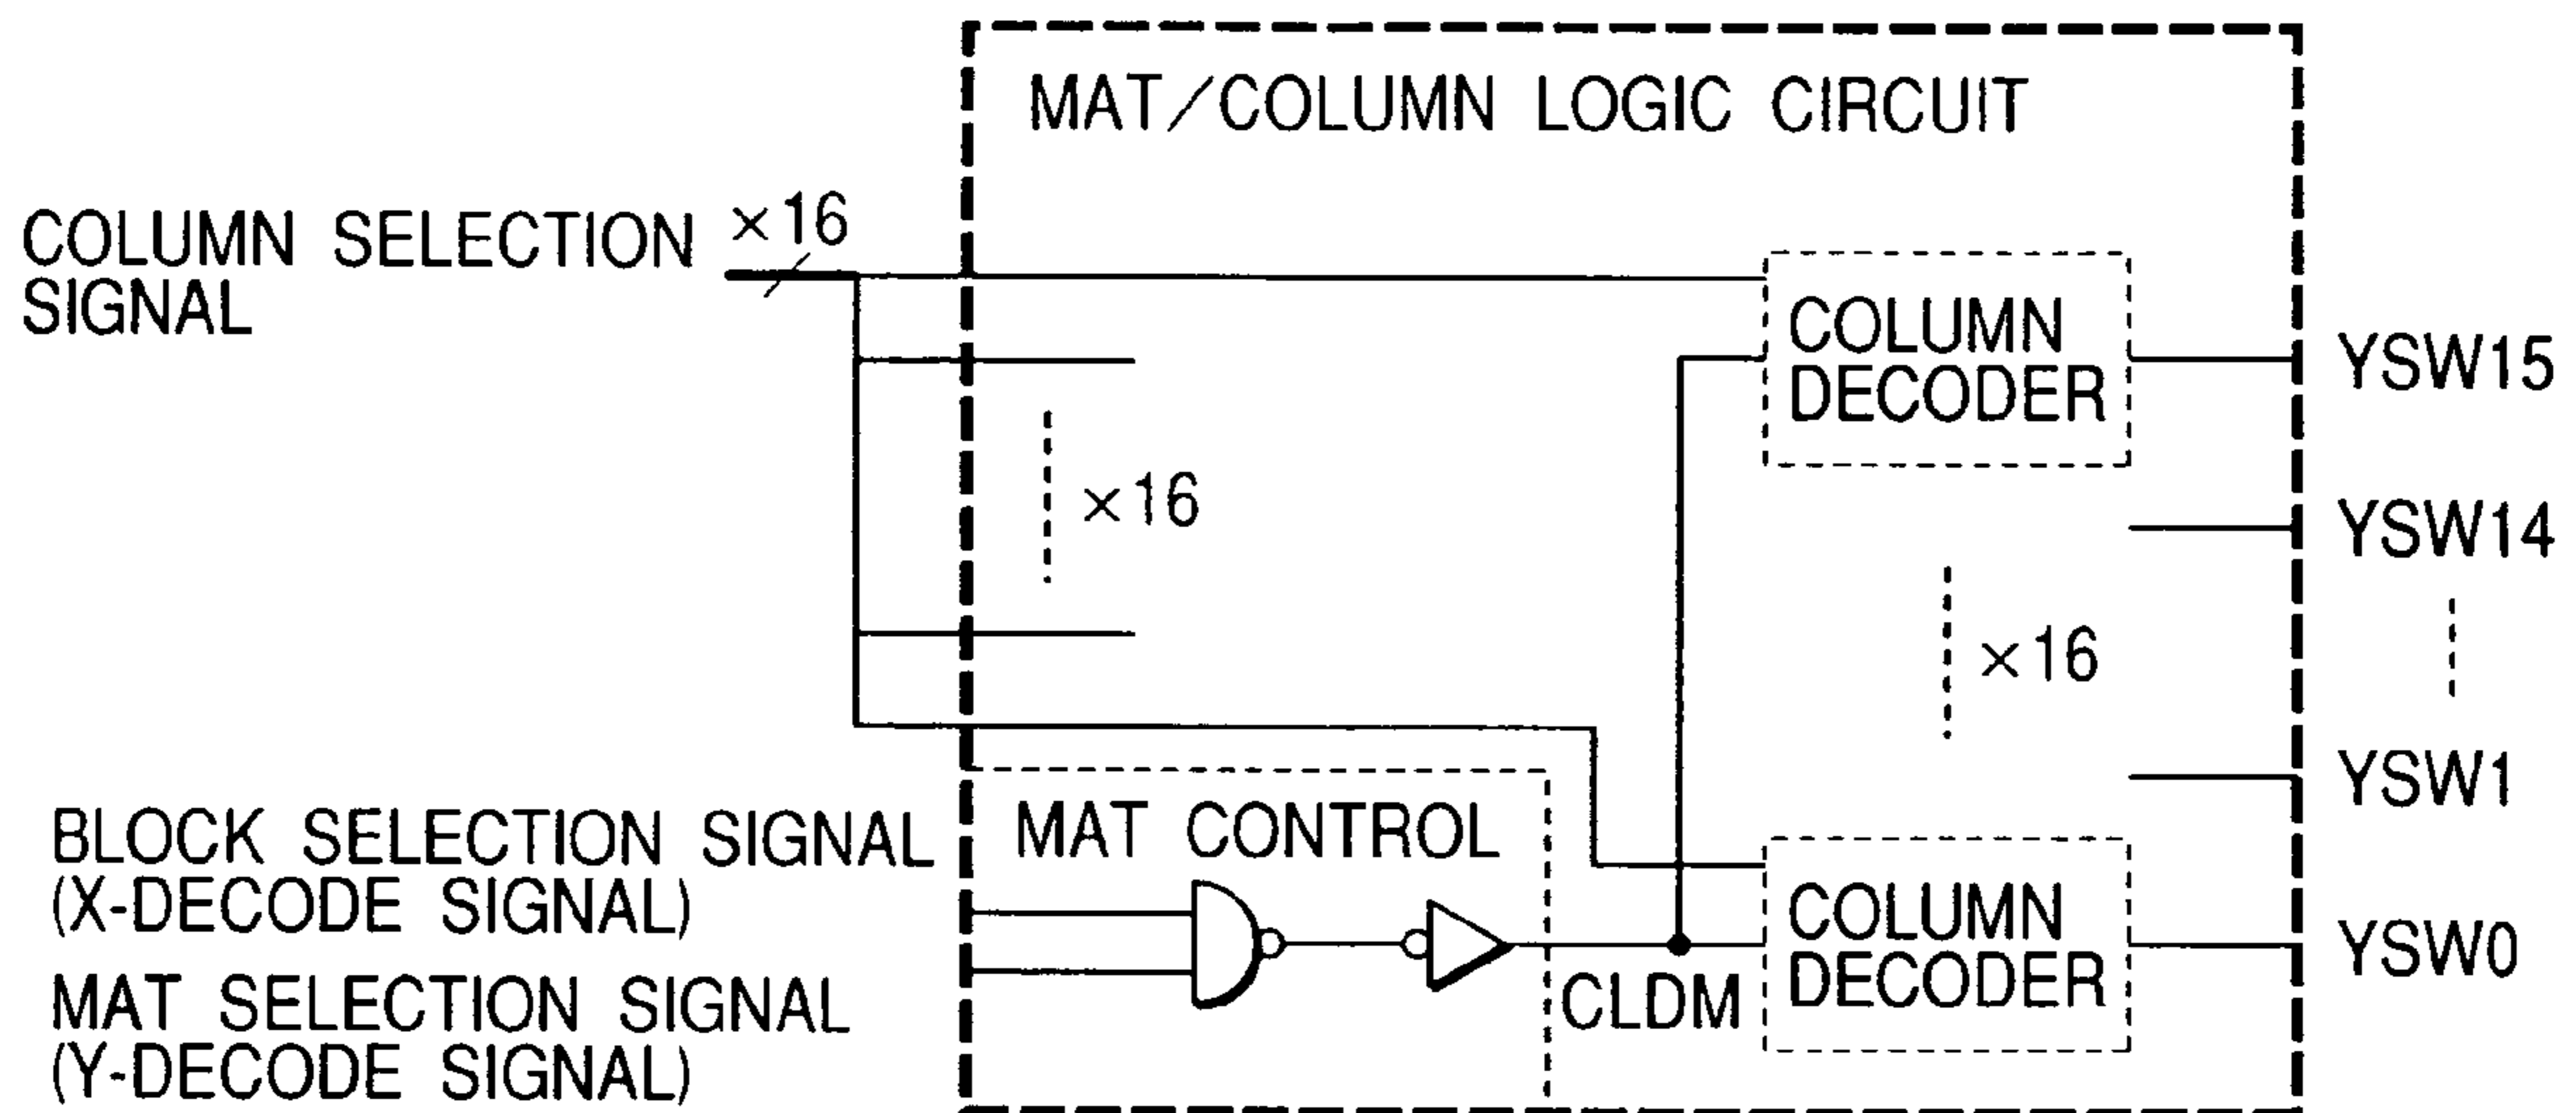 MAT/COLUMN LOGIC CIRCUIT
COLUMN SELECTION
SIGNAL
×16
COLUMN
DECODER
YSW15
×16
YSW14
×16
YSW1
BLOCK SELECTION SIGNAL
(X-DECODE SIGNAL)
MAT CONTROL
MAT SELECTION SIGNAL
(Y-DECODE SIGNAL)
CLDM
COLUMN
DECODER
YSW0